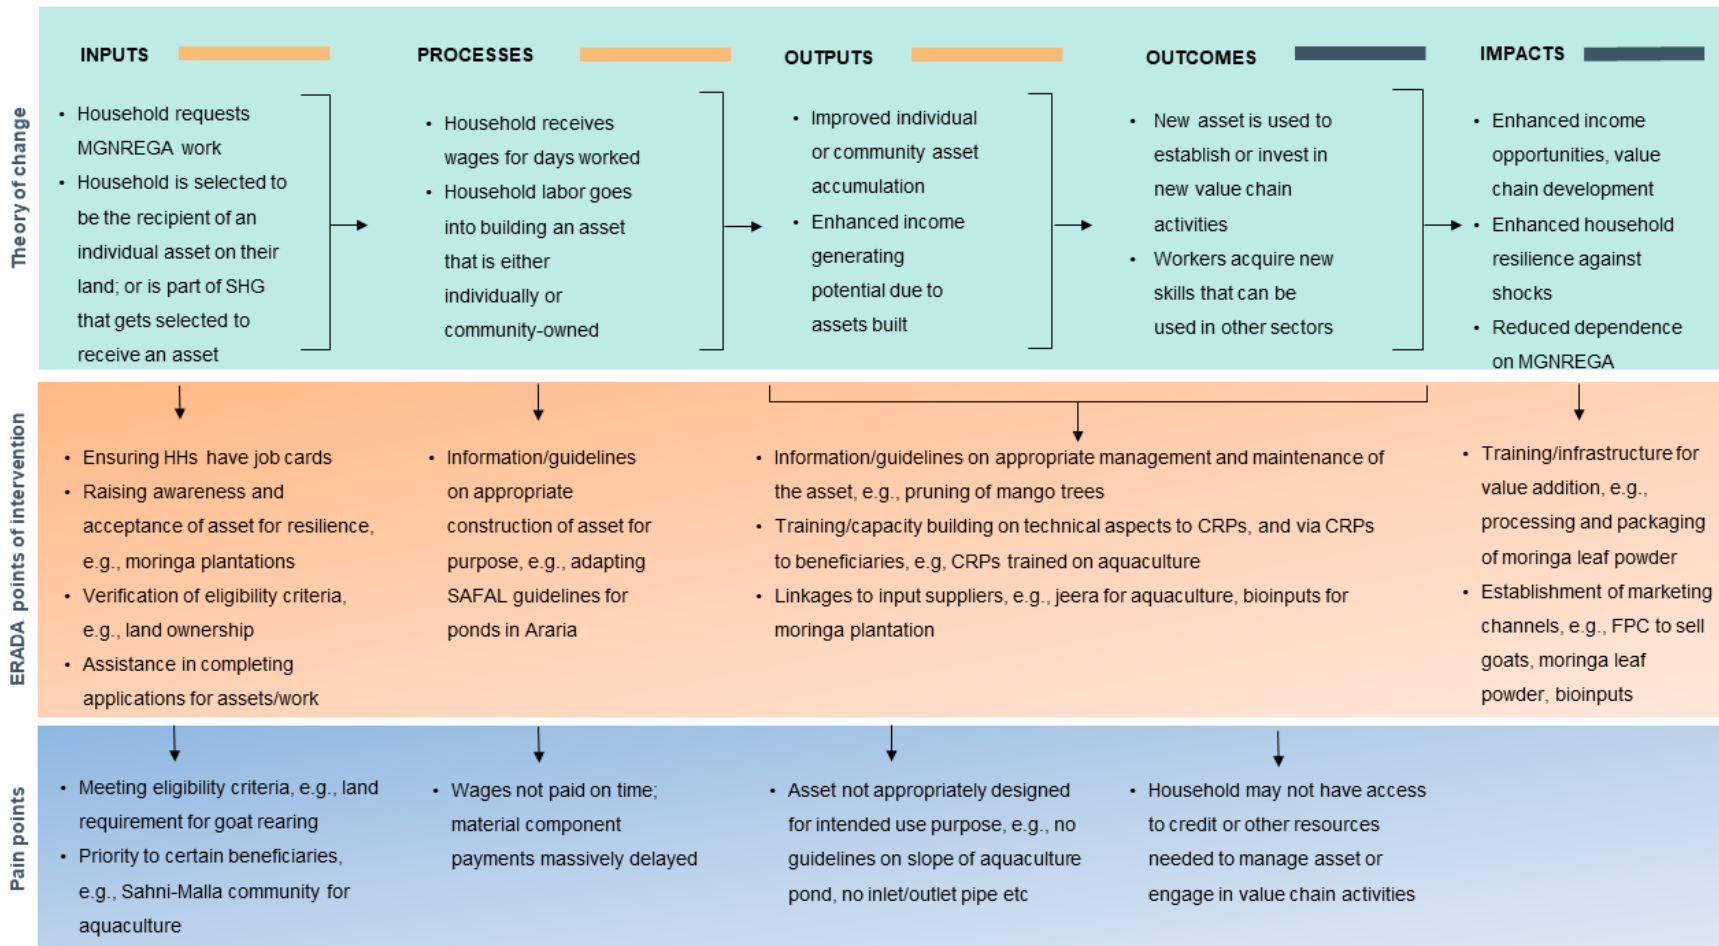 Theory of change
INPUTS
• Household requests
MGNREGA work
• Household is selected to
be the recipient of an
individual asset on their
land; or is part of SHG
that gets selected to
receive an asset
PROCESSES
• Household receives
wages for days worked
• Household labor goes
into building an asset
that is either
individually or
community-owned
OUTPUTS
• Improved individual
or community asset
accumulation
• Enhanced income
generating
potential due to
assets built
OUTCOMES
• New asset is used to
establish or invest in
new value chain
activities
• Workers acquire new
skills that can be
used in other sectors
IMPACTS
• Enhanced income
opportunities, value
chain development
• Enhanced household
resilience against
shocks
• Reduced dependence
on MGNREGA
ERADA points of intervention
• Ensuring HHs have job cards
• Raising awareness and
acceptance of asset for resilience,
e.g., moringa plantations
• Verification of eligibility criteria,
e.g., land ownership
• Assistance in completing
applications for assets/work
• Information/guidelines
on appropriate
construction of asset for
purpose, e.g., adapting
SAFAL guidelines for
ponds in Araria
• Information/guidelines on appropriate management and maintenance of
the asset, e.g., pruning of mango trees
• Training/capacity building on technical aspects to CRPs, and via CRPs
to beneficiaries, e.g, CRPs trained on aquaculture
• Linkages to input suppliers, e.g., jeera for aquaculture, bioinputs for
moringa plantation
• Training/infrastructure for
value addition, e.g.,
processing and packaging
of moringa leaf powder
• Establishment of marketing
channels, e.g., FPC to sell
goats, moringa leaf
powder, bioinputs
Pain points
• Meeting eligibility criteria, e.g., land
requirement for goat rearing
• Priority to certain beneficiaries,
e.g., Sahni-Malla community for
aquaculture
• Wages not paid on time;
material component
payments massively delayed
• Asset not appropriately designed
for intended use purpose, e.g., no
guidelines on slope of aquaculture
pond, no inlet/outlet pipe etc
• Household may not have access
to credit or other resources
needed to manage asset or
engage in value chain activities